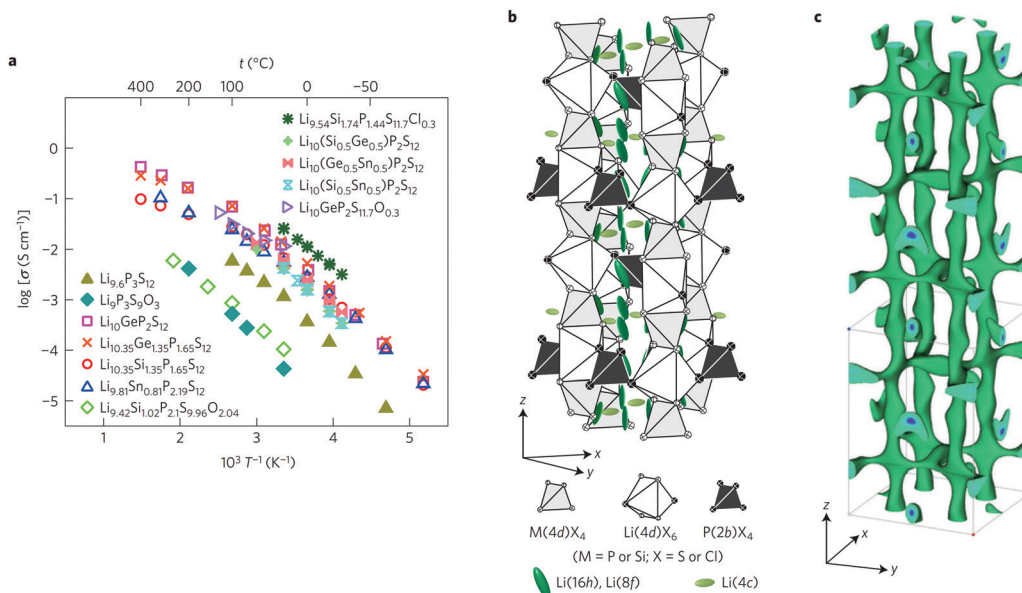 a
t (°C)
400 200 100 0 −50
Li9.54Si1.74P1.44S11.7Cl0.3
Li10(Si0.5Ge0.5)P2S12
Li10(Ge0.5Sn0.5)P2S12
Li10(Si0.5Sn0.5)P2S12
Li10GeP2S11.7O0.3
0
−1
−2
−3
−4
−5
log [σ (S cm−1)]
Li9.6P3S12
Li9P3S9O3
Li10GeP2S12
Li10.35Ge1.35P1.65S12
Li10.35Si1.35P1.65S12
Li9.81Sn0.81P2.19S12
Li9.42Si1.02P2.1S9.96O2.04
1 2 3 4 5
10³ T−1 (K−1)
b
z
x
y
M(4d)X4 Li(4d)X6 P(2b)X4
(M = P or Si; X = S or Cl)
Li(16h), Li(8f) Li(4c)
c
z
x
y